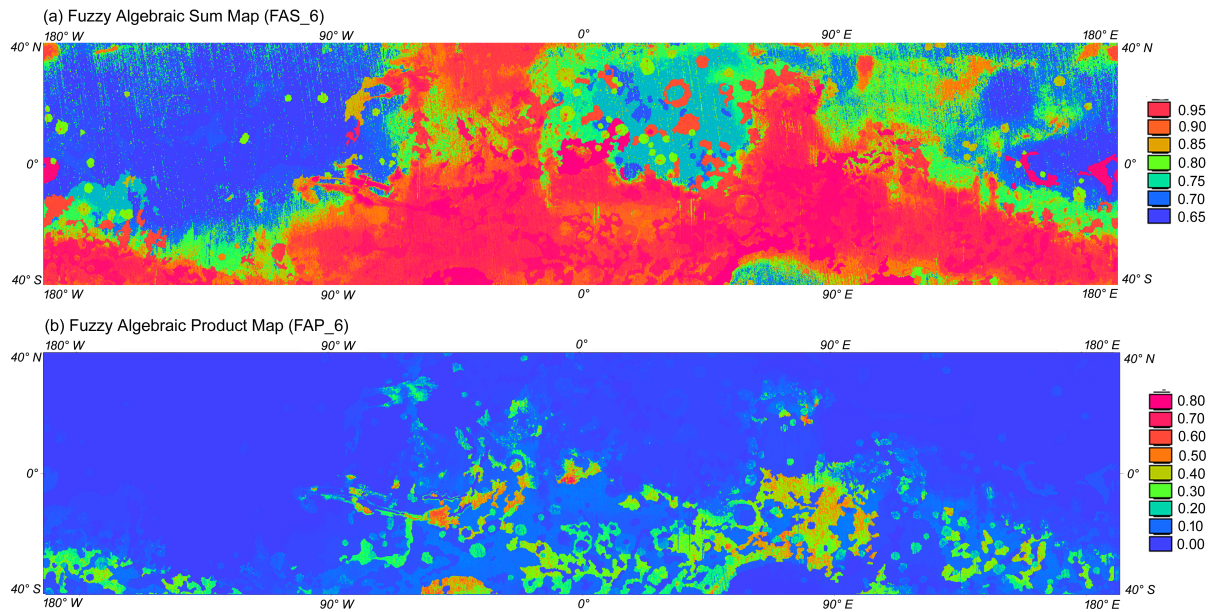 (a) Fuzzy Algebraic Sum Map (FAS_6)
180° W 90° W 0° 90° E 180° E
40° N 40° N
0.95
0.90
0.85
0° 0.80 0°
0.75
0.70
0.65
40° S 40° S
180° W 90° W 0° 90° E 180° E
(b) Fuzzy Algebraic Product Map (FAP_6)
180° W 90° W 0° 90° E 180° E
40° N 40° N
0.80
0.70
0.60
0° 0.50 0°
0.40
0.30
0.20
0.10
0.00
40° S 40° S
180° W 90° W 0° 90° E 180° E